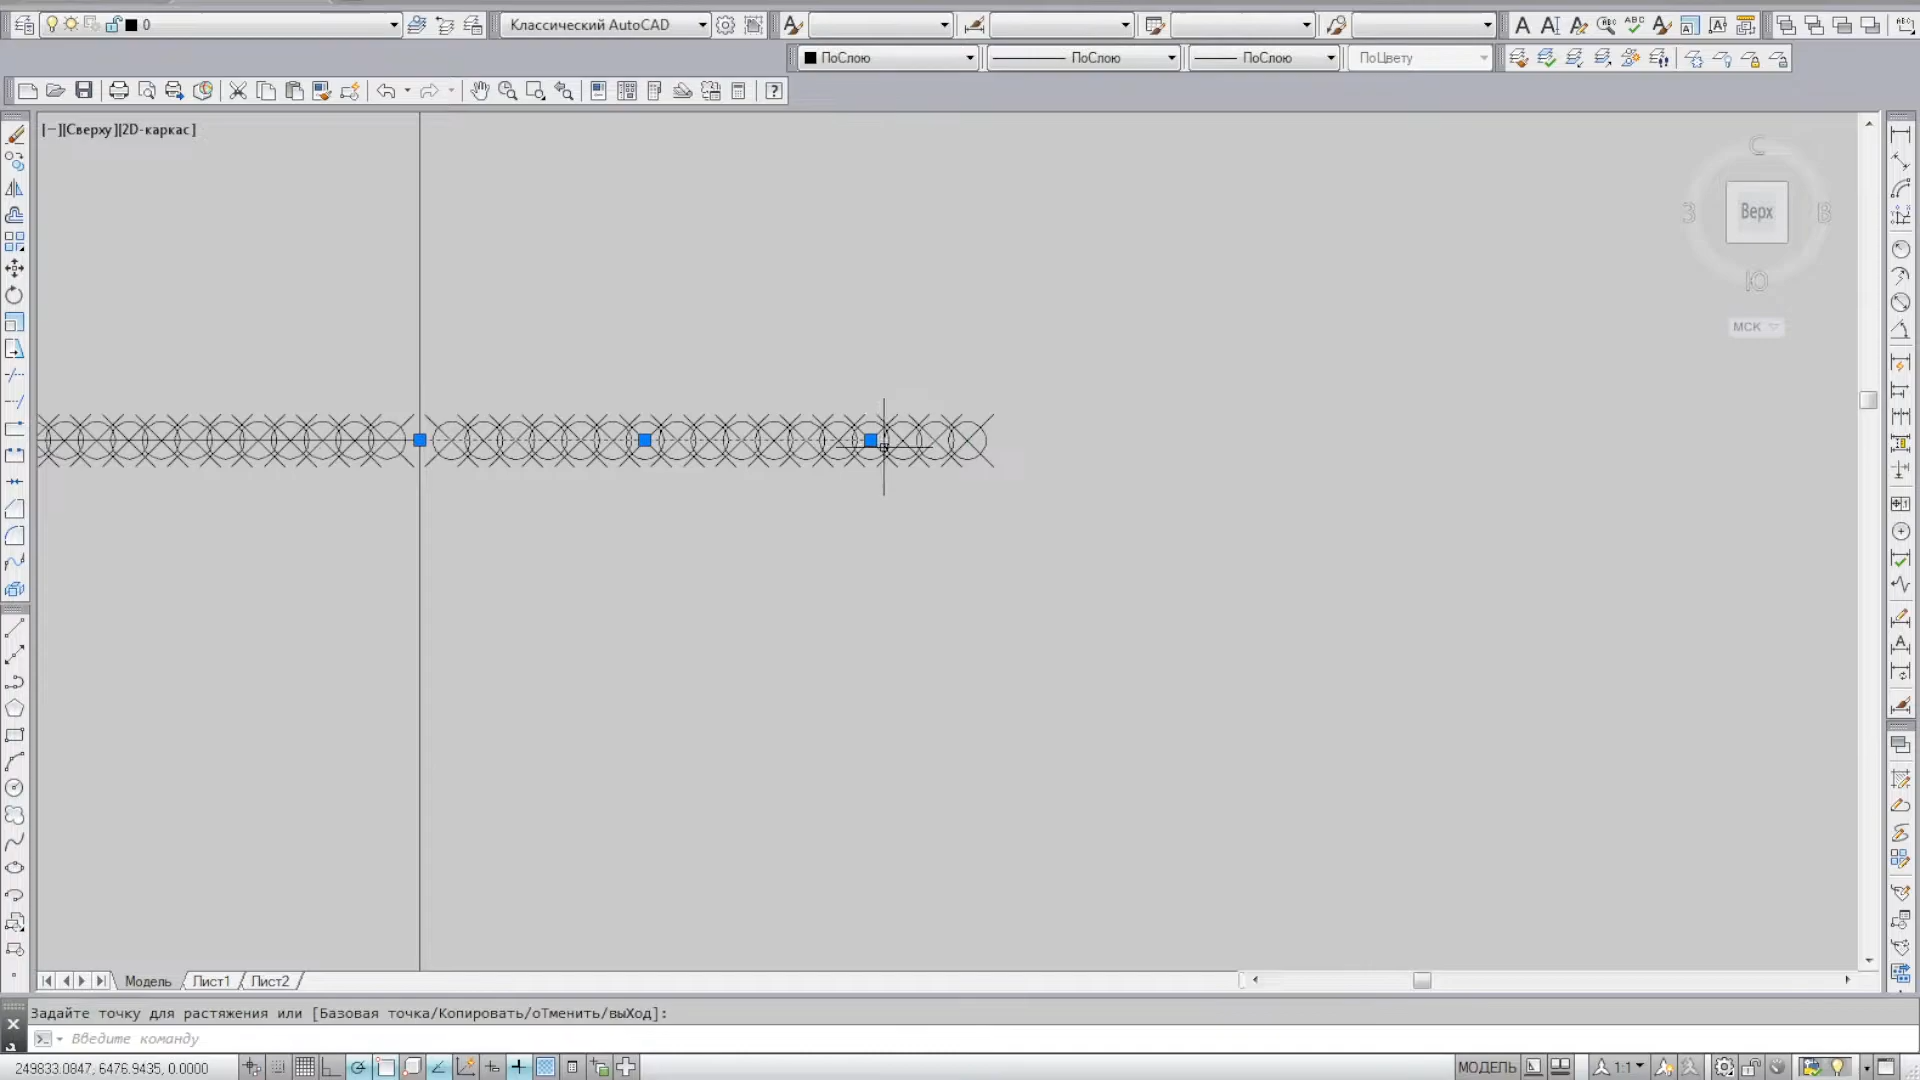 0
Классический AutoCAD
ПоСлою
ПоСлою
ПоСлою
ПоЦвету
[−][Сверху][2D-каркас]
С
З
Верх
В
Ю
МСК
Модель
Лист1
Лист2
Задайте точку для растяжения или [Базовая точка/Копировать/оТменить/выХод]:
Введите команду
249833.0847, 6476.9435, 0.0000
МОДЕЛЬ
1:1